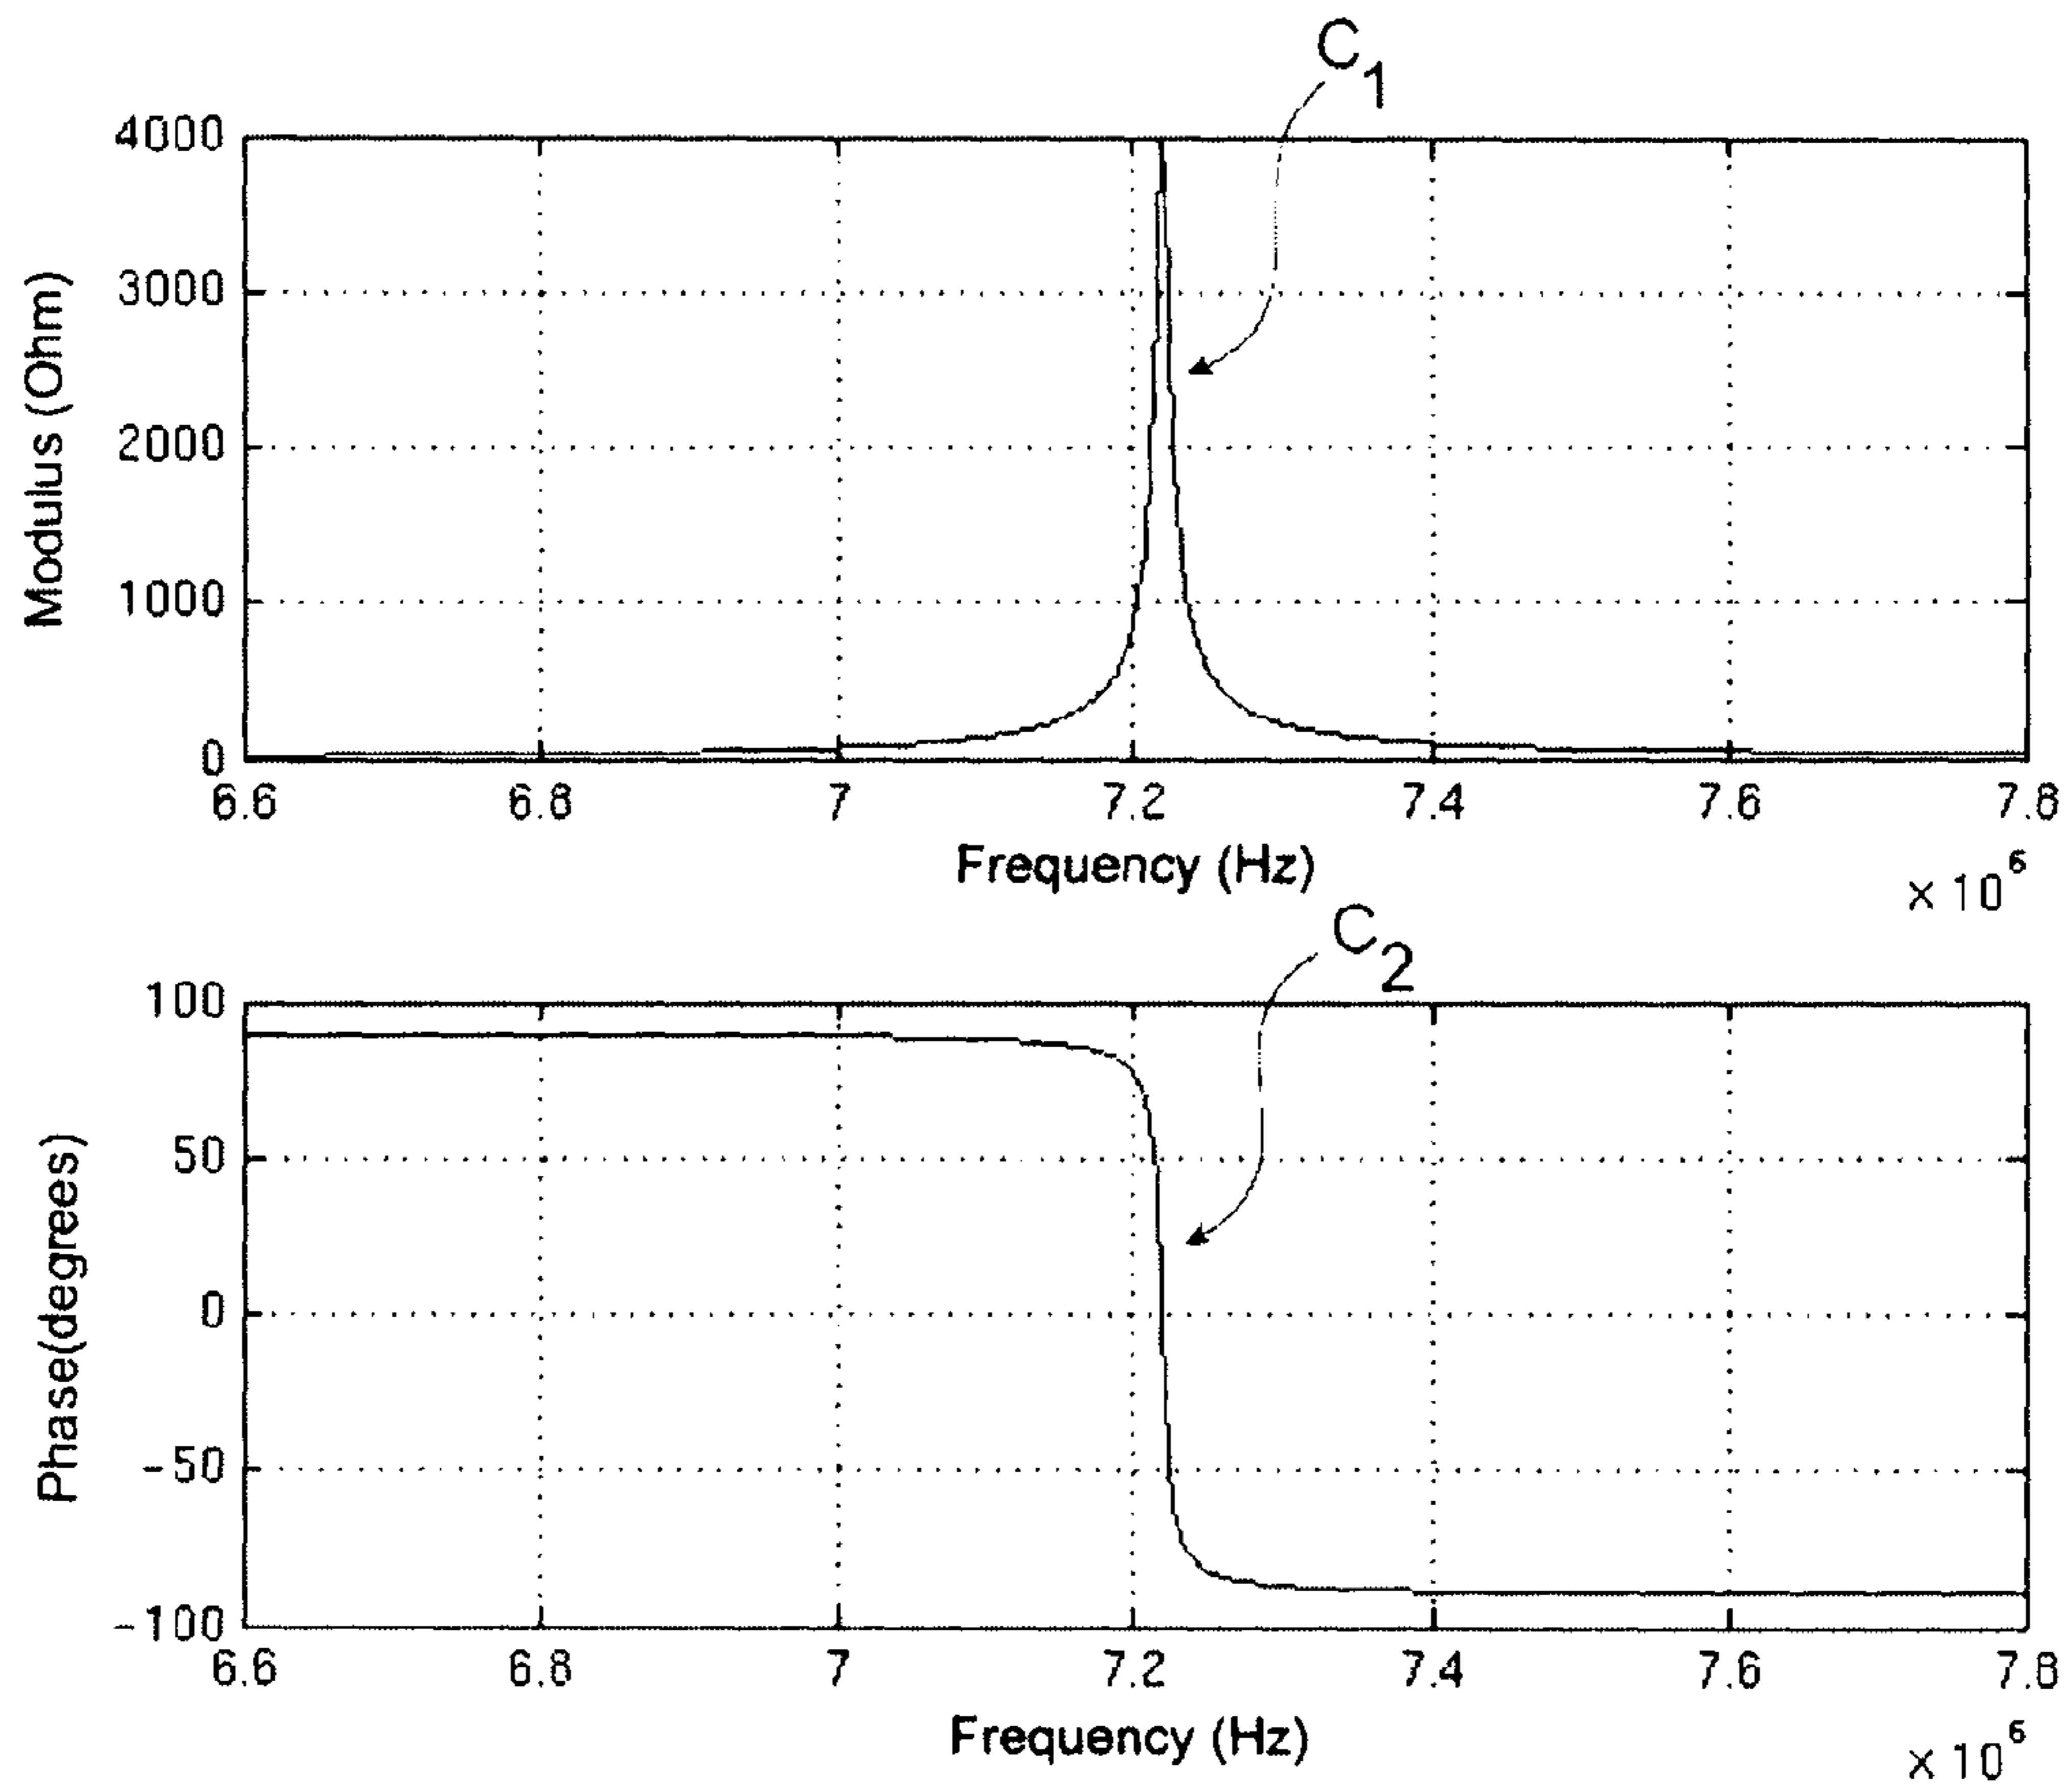 C1
4000
3000
2000
1000
0
Modulus (Ohm)
6.6 6.8 7 7.2 7.4 7.6 7.8
Frequency (Hz)
× 10^6
C2
100
50
0
-50
-100
Phase(degrees)
6.6 6.8 7 7.2 7.4 7.6 7.8
Frequency (Hz)
× 10^6